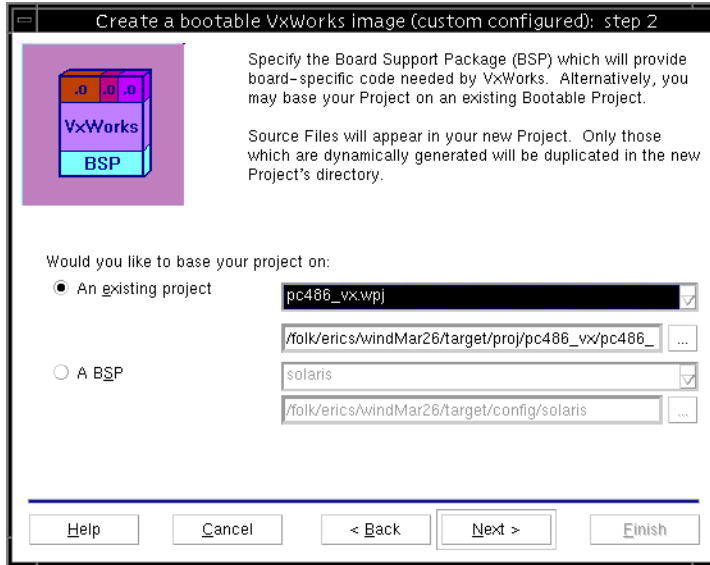 Create a bootable VxWorks image (custom configured): step 2
.0 .0 .0
VxWorks
BSP
Specify the Board Support Package (BSP) which will provide
board-specific code needed by VxWorks. Alternatively, you
may base your Project on an existing Bootable Project.
Source Files will appear in your new Project. Only those
which are dynamically generated will be duplicated in the new
Project's directory.
Would you like to base your project on:
An existing project
pc486_vx.wpj
/folk/erics/windMar26/target/proj/pc486_vx/pc486_
...
A BSP
solaris
/folk/erics/windMar26/target/config/solaris
...
Help
Cancel
< Back
Next >
Finish